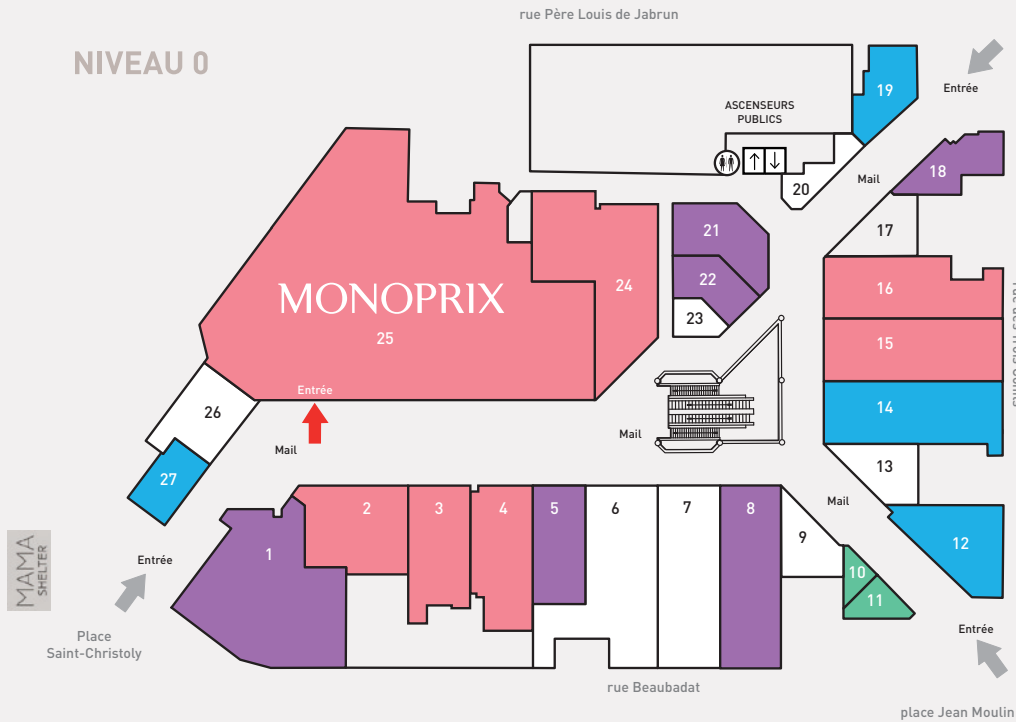 rue Père Louis de Jabrun
NIVEAU 0
19
Entrée
ASCENSEURS
PUBLICS
18
Mail
20
17
21
22
23
16
24
MONOPRIX
25
15
Entrée
14
26
Mail
Mail
13
27
Mail
1
2
3
4
5
6
7
8
9
12
10
11
MAMA
SHELTER
Entrée
Entrée
Place
Saint-Christoly
rue Beaubadat
place Jean Moulin